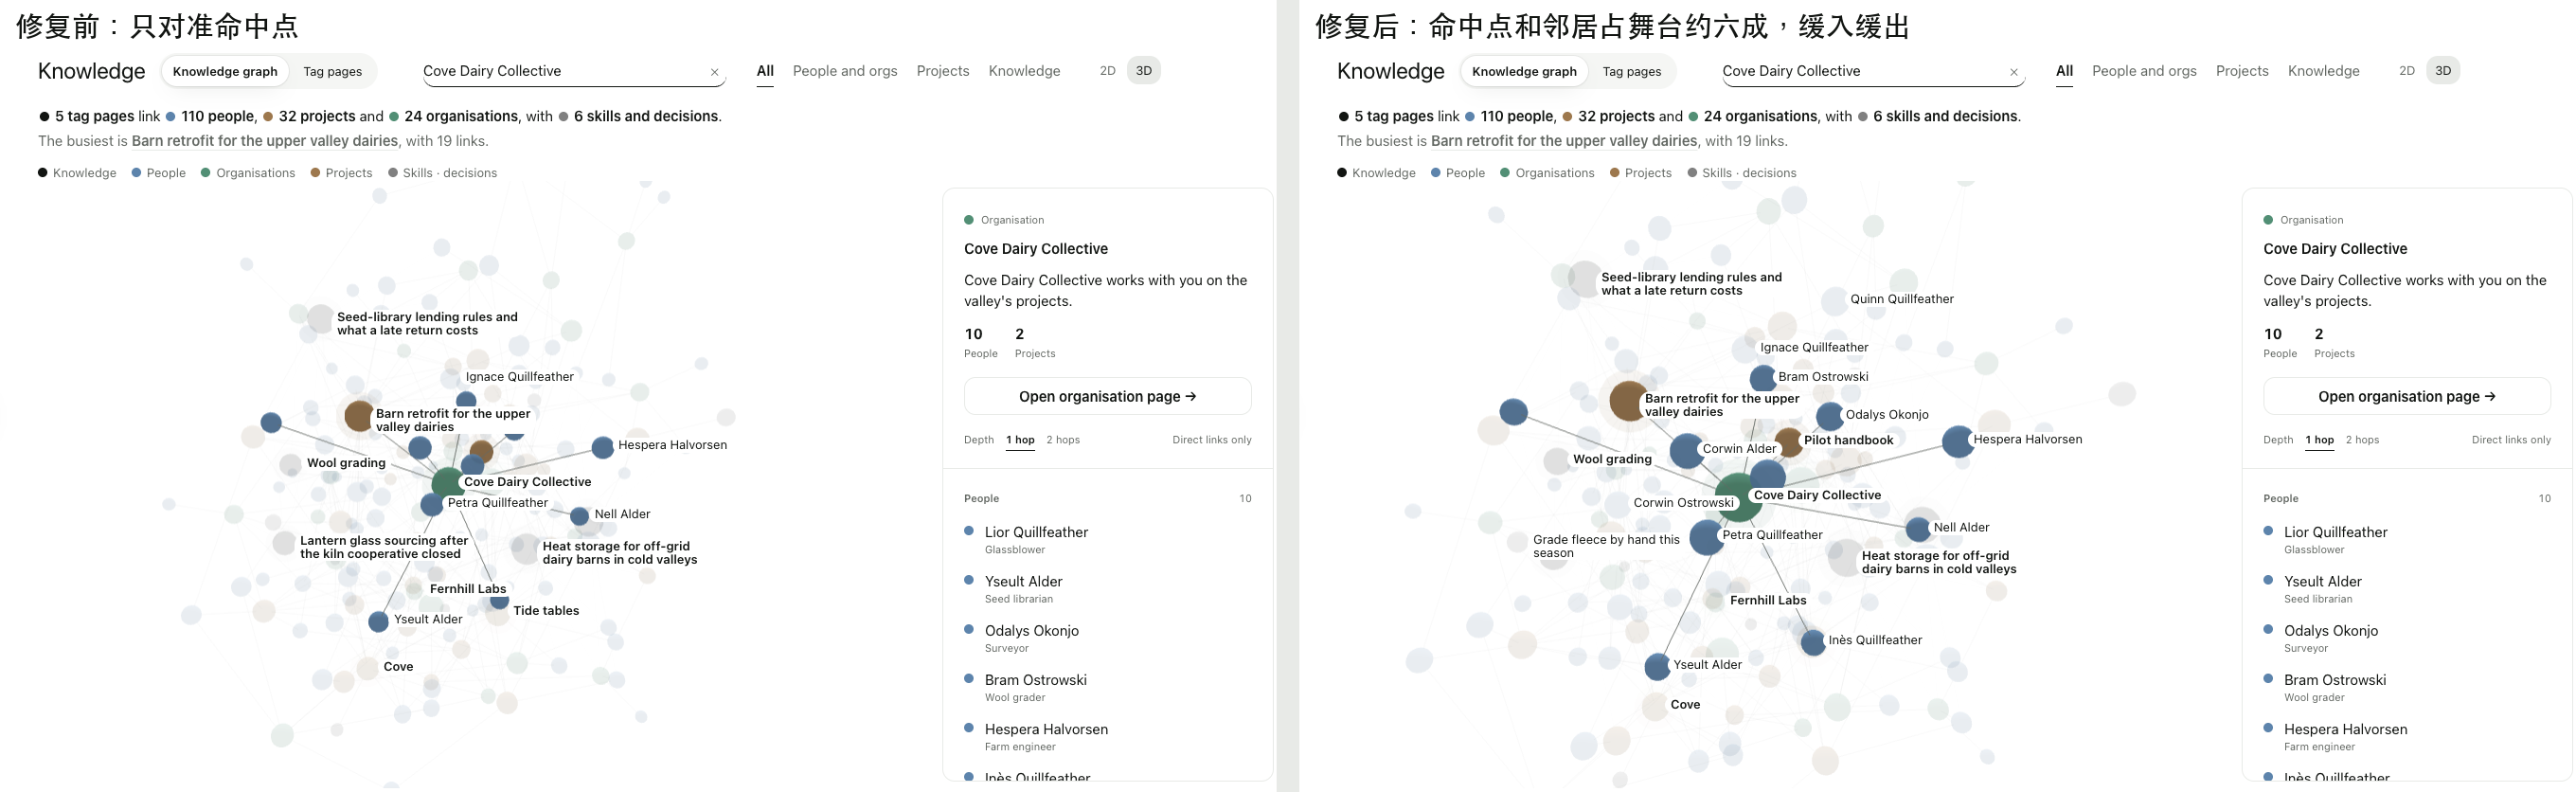 修复前：只对准命中点
Knowledge
Knowledge graph
Tag pages
Cove Dairy Collective
×
All
People and orgs
Projects
Knowledge
2D
3D
5 tag pages link 110 people, 32 projects and 24 organisations, with 6 skills and decisions.
The busiest is Barn retrofit for the upper valley dairies, with 19 links.
Knowledge
People
Organisations
Projects
Skills · decisions
Seed-library lending rules and
what a late return costs
Ignace Quillfeather
Barn retrofit for the upper
valley dairies
Hespera Halvorsen
Wool grading
Cove Dairy Collective
Petra Quillfeather
Nell Alder
Lantern glass sourcing after
the kiln cooperative closed
Heat storage for off-grid
dairy barns in cold valleys
Fernhill Labs
Tide tables
Yseult Alder
Cove
Organisation
Cove Dairy Collective
Cove Dairy Collective works with you on the
valley's projects.
10
2
People
Projects
Open organisation page →
Depth
1 hop
2 hops
Direct links only
People
10
Lior Quillfeather
Glassblower
Yseult Alder
Seed librarian
Odalys Okonjo
Surveyor
Bram Ostrowski
Wool grader
Hespera Halvorsen
Farm engineer
Inès Quillfeather
修复后：命中点和邻居占舞台约六成，缓入缓出
Knowledge
Knowledge graph
Tag pages
Cove Dairy Collective
×
All
People and orgs
Projects
Knowledge
2D
3D
5 tag pages link 110 people, 32 projects and 24 organisations, with 6 skills and decisions.
The busiest is Barn retrofit for the upper valley dairies, with 19 links.
Knowledge
People
Organisations
Projects
Skills · decisions
Seed-library lending rules and
what a late return costs
Quinn Quillfeather
Ignace Quillfeather
Bram Ostrowski
Barn retrofit for the upper
valley dairies
Odalys Okonjo
Pilot handbook
Hespera Halvorsen
Corwin Alder
Wool grading
Cove Dairy Collective
Corwin Ostrowski
Nell Alder
Petra Quillfeather
Grade fleece by hand this
season
Heat storage for off-grid
dairy barns in cold valleys
Fernhill Labs
Inès Quillfeather
Yseult Alder
Cove
Organisation
Cove Dairy Collective
Cove Dairy Collective works with you on the
valley's projects.
10
2
People
Projects
Open organisation page →
Depth
1 hop
2 hops
Direct links only
People
10
Lior Quillfeather
Glassblower
Yseult Alder
Seed librarian
Odalys Okonjo
Surveyor
Bram Ostrowski
Wool grader
Hespera Halvorsen
Farm engineer
Inès Quillfeather